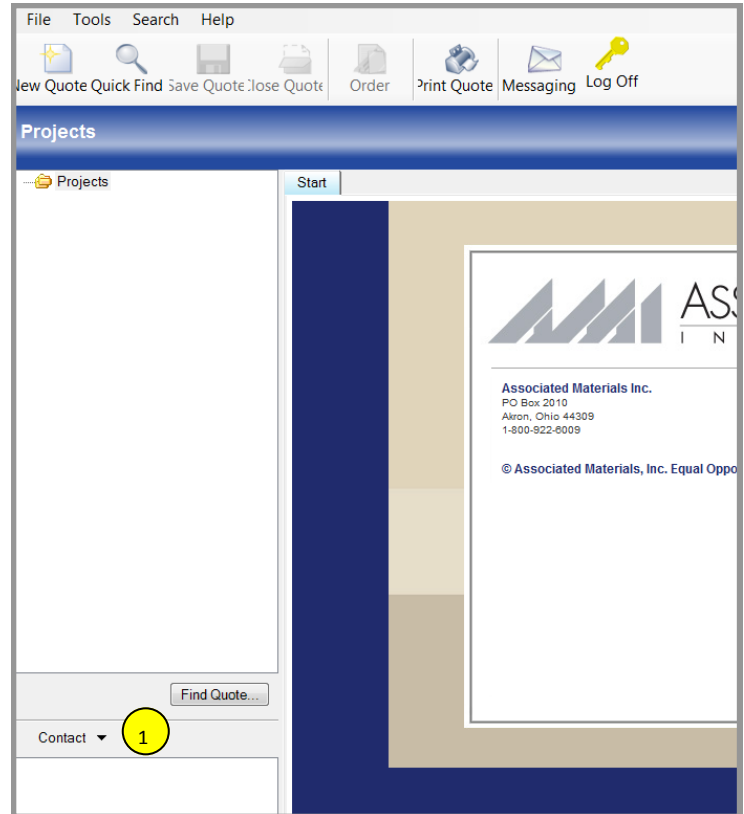 File Tools Search Help
New Quote Quick Find Save Quote Close Quote Order Print Quote Messaging Log Off
Projects
Projects
Start
ASS
I N
Associated Materials Inc.
PO Box 2010
Akron, Ohio 44309
1-800-922-6009
© Associated Materials, Inc. Equal Oppo
Find Quote...
Contact
1